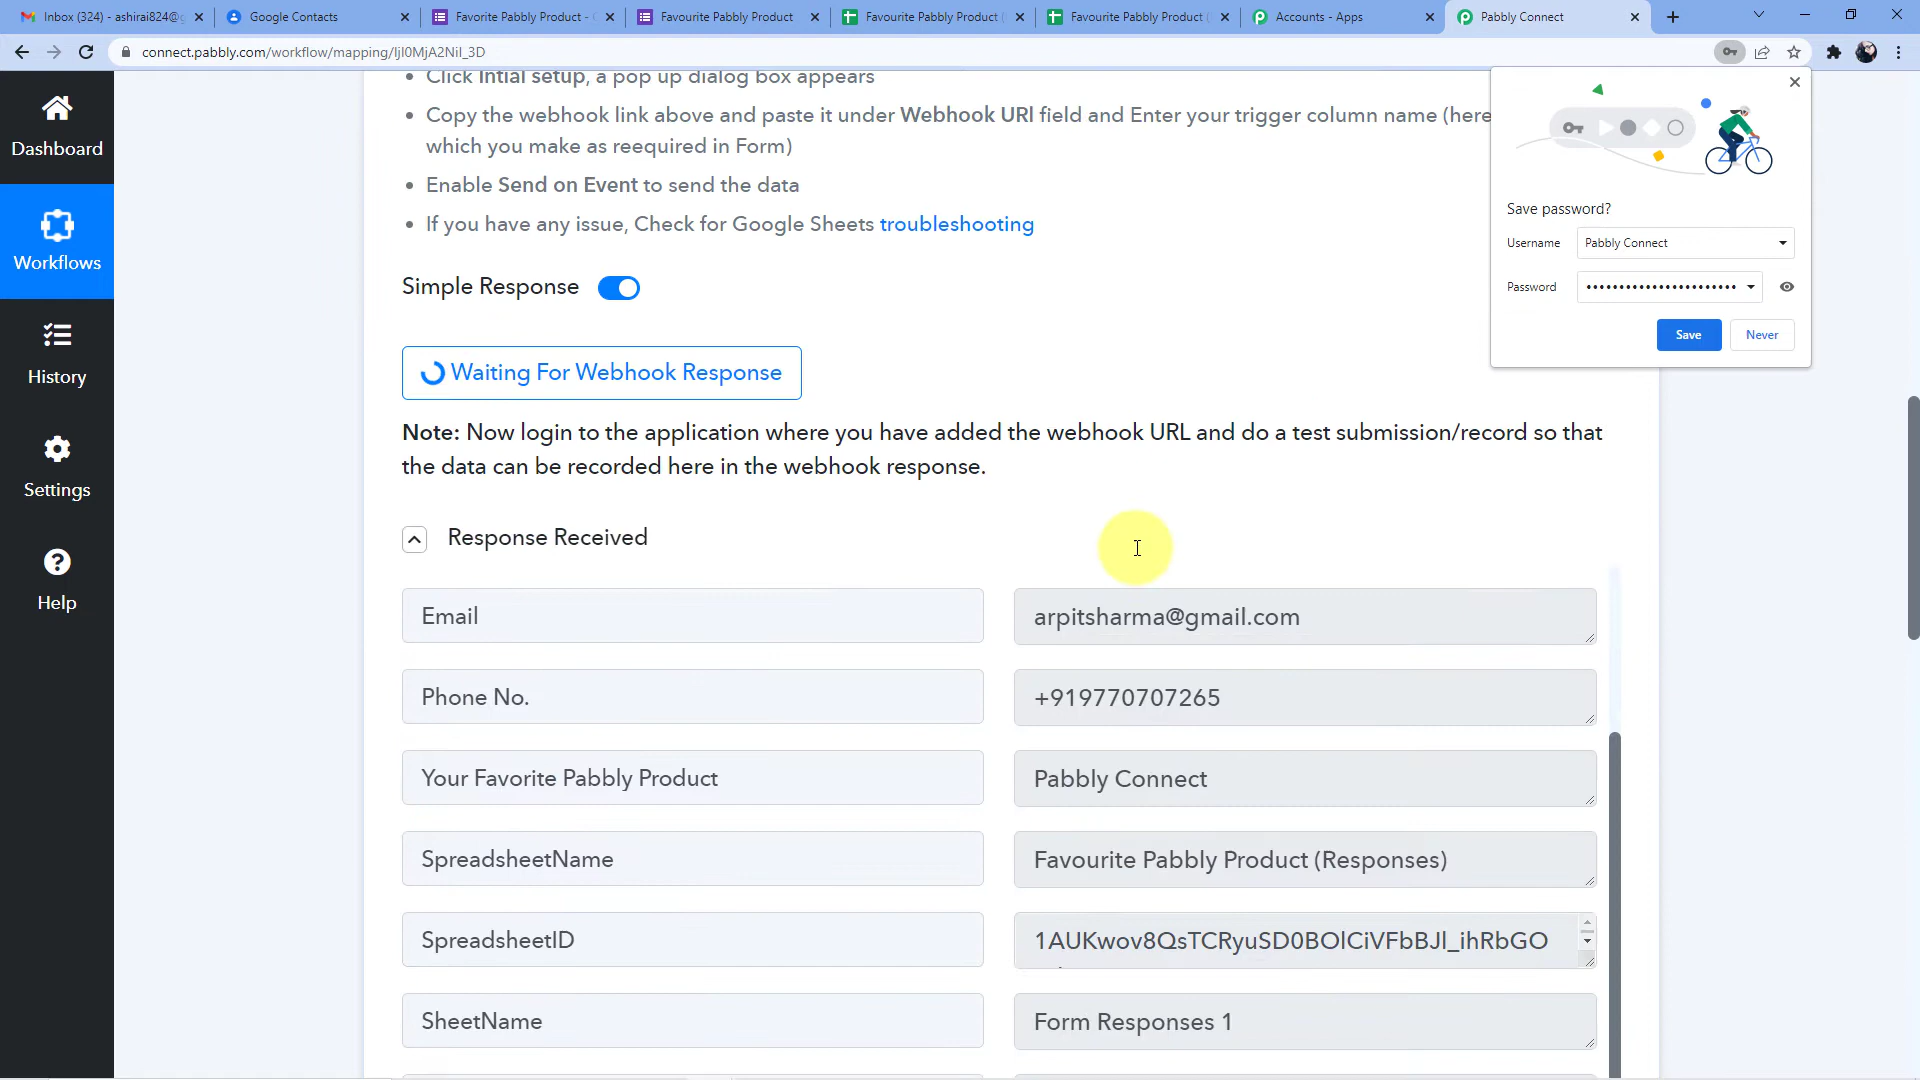 Inbox (324) - ashirai824@g
Google Contacts
Favorite Pabbly Product -
Favourite Pabbly Product
Favourite Pabbly Product (
Favourite Pabbly Product (
Accounts - Apps
Pabbly Connect
connect.pabbly.com/workflow/mapping/IjI0MjA2NiI_3D
Dashboard
Workflows
History
Settings
Help
Click Intial setup, a pop up dialog box appears
Copy the webhook link above and paste it under Webhook URl field and Enter your trigger column name (here
which you make as reequired in Form)
Enable Send on Event to send the data
If you have any issue, Check for Google Sheets troubleshooting
Simple Response
Waiting For Webhook Response
Note: Now login to the application where you have added the webhook URL and do a test submission/record so that
the data can be recorded here in the webhook response.
Response Received
Email
arpitsharma@gmail.com
Phone No.
+919770707265
Your Favorite Pabbly Product
Pabbly Connect
SpreadsheetName
Favourite Pabbly Product (Responses)
SpreadsheetID
1AUKwov8QsTCRyuSD0BOlCiVFbBJl_ihRbGO
SheetName
Form Responses 1
Save password?
Username
Pabbly Connect
Password
•••••••••••••••••••••••
Save
Never